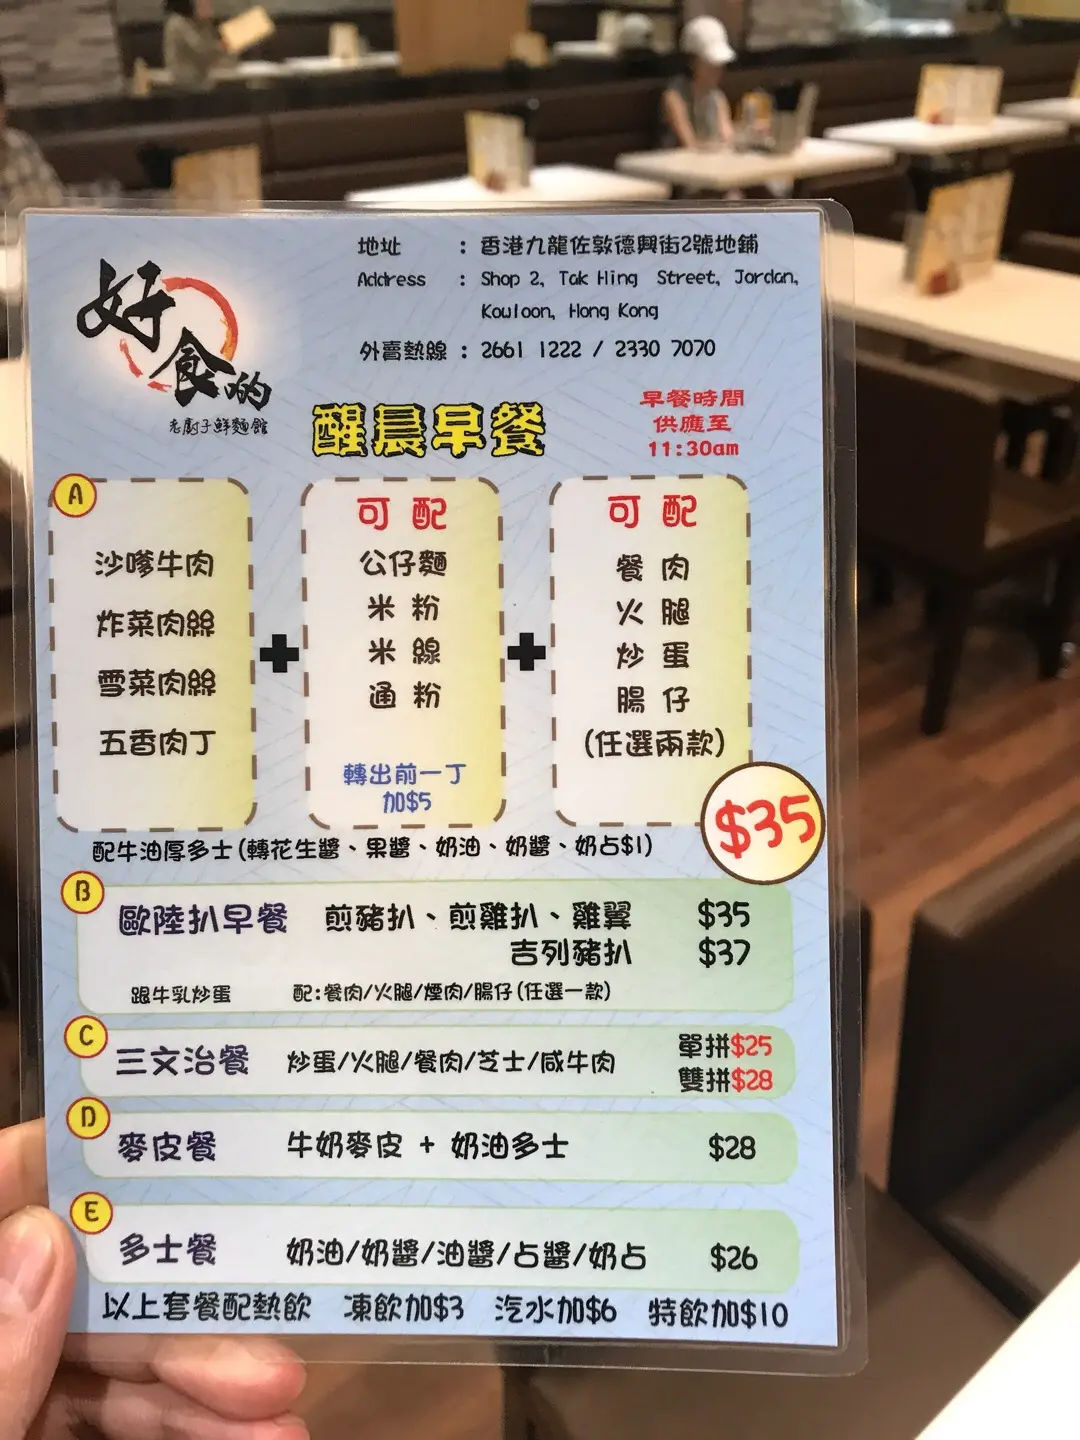 好食啲
老廚子鮮麵館
地址 : 香港九龍佐敦德興街2號地鋪
Address : Shop 2, Tak Hing Street, Jordan,
Kowloon, Hong Kong
外賣熱線 : 2661 1222 / 2330 7070
醒晨早餐
早餐時間
供應至
11:30am
A
沙嗲牛肉
炸菜肉絲
雪菜肉絲
五香肉丁
+
可配
公仔麵
米粉
米線
通粉
轉出前一丁
加$5
+
可配
餐肉
火腿
炒蛋
腸仔
(任選兩款)
$35
配牛油厚多士(轉花生醬、果醬、奶油、奶醬、奶占$1)
B
歐陸扒早餐 煎豬扒、煎雞扒、雞翼 $35
吉列豬扒 $37
跟牛乳炒蛋 配:餐肉/火腿/煙肉/腸仔(任選一款)
C
三文治餐 炒蛋/火腿/餐肉/芝士/咸牛肉
單拼$25
雙拼$28
D
麥皮餐 牛奶麥皮 + 奶油多士 $28
E
多士餐 奶油/奶醬/油醬/占醬/奶占 $26
以上套餐配熱飲 凍飲加$3 汽水加$6 特飲加$10